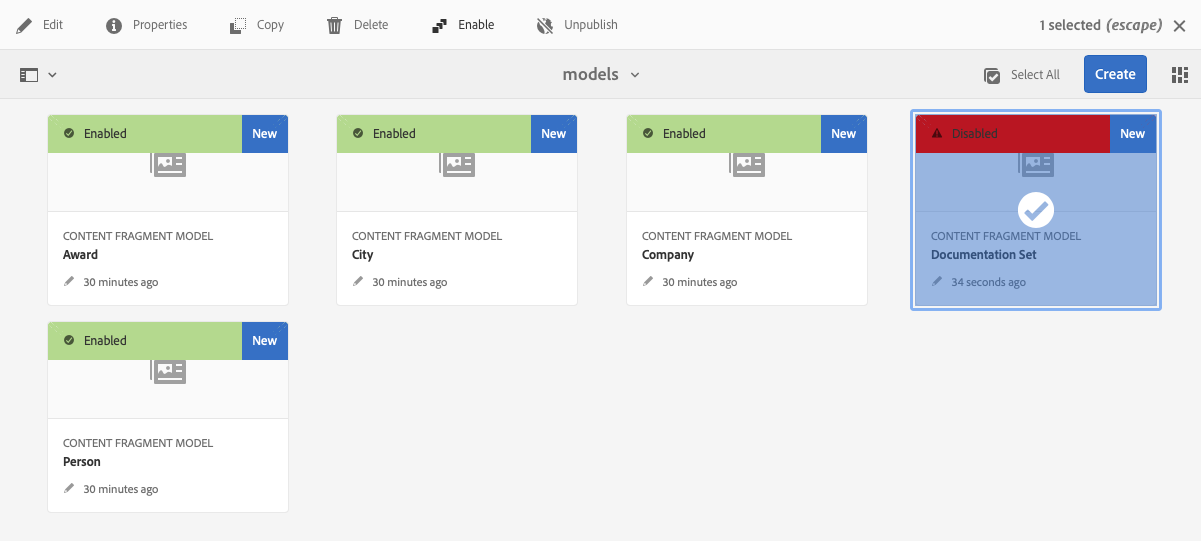 Edit Properties Copy Delete Enable Unpublish 1 selected (escape)
models Select All Create
Enabled New
CONTENT FRAGMENT MODEL
Award
30 minutes ago
Enabled New
CONTENT FRAGMENT MODEL
City
30 minutes ago
Enabled New
CONTENT FRAGMENT MODEL
Company
30 minutes ago
Disabled New
CONTENT FRAGMENT MODEL
Documentation Set
34 seconds ago
Enabled New
CONTENT FRAGMENT MODEL
Person
30 minutes ago